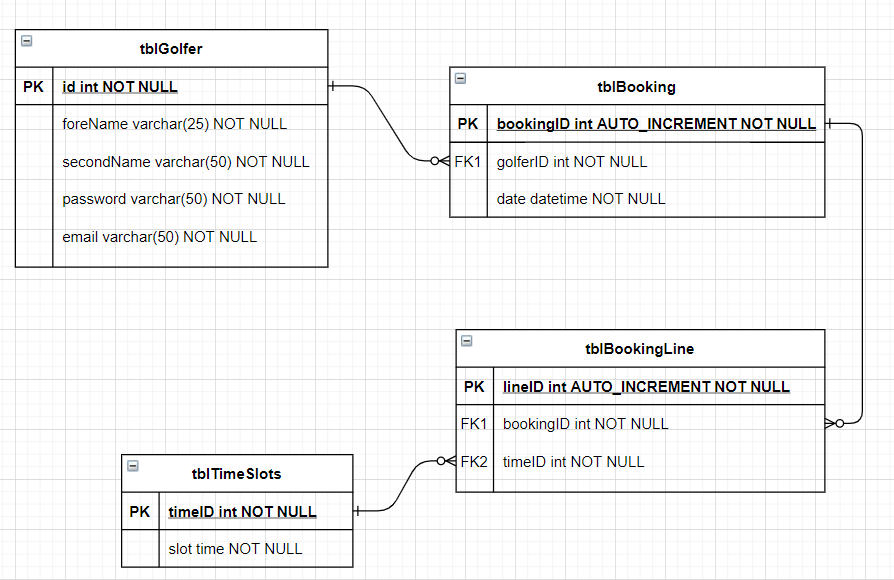 tblGolfer
PK id int NOT NULL
foreName varchar(25) NOT NULL
secondName varchar(50) NOT NULL
password varchar(50) NOT NULL
email varchar(50) NOT NULL
tblBooking
PK bookingID int AUTO_INCREMENT NOT NULL
FK1 golferID int NOT NULL
date datetime NOT NULL
tblBookingLine
PK lineID int AUTO_INCREMENT NOT NULL
FK1 bookingID int NOT NULL
FK2 timeID int NOT NULL
tblTimeSlots
PK timeID int NOT NULL
slot time NOT NULL